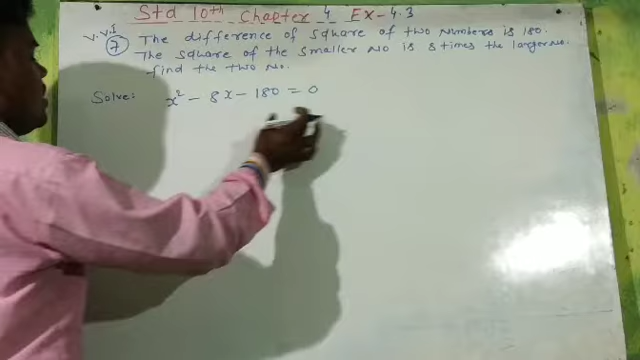 Std 10th Chapter 4 Ex-4.3
V.V.I
7 The difference of square of two Numbers is 180.
The square of the smaller no is 8 times the larger no.
find the two no.
Solve: x² - 8x - 180 = 0